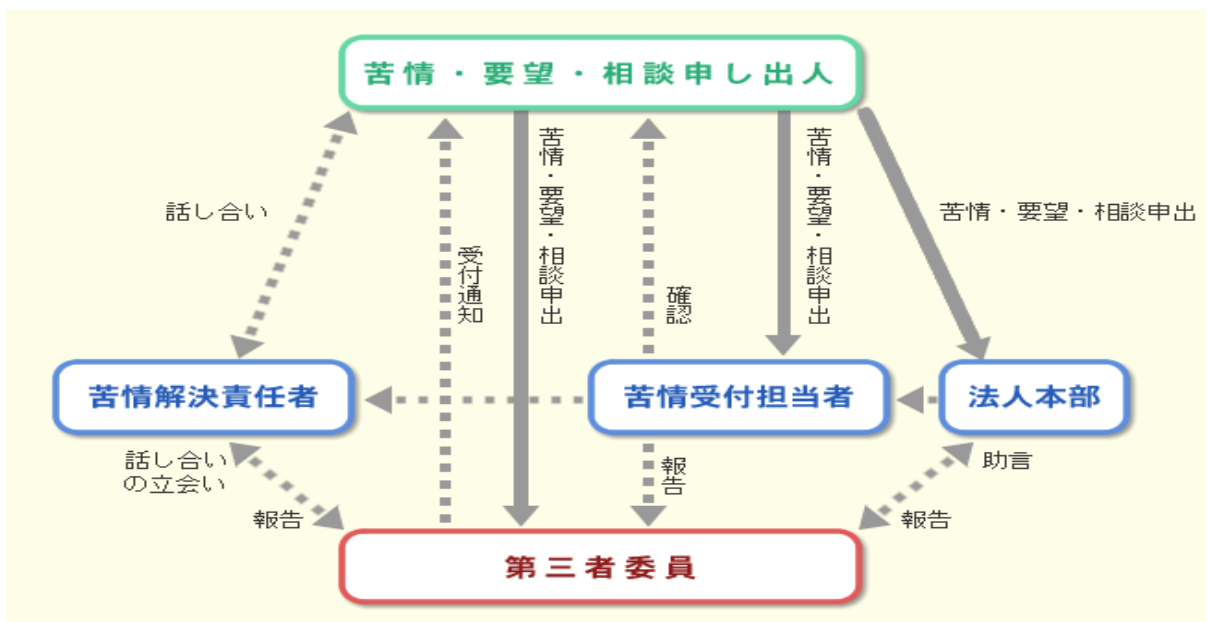 苦情・要望・相談申し出人
話し合い
受付通知
苦情・要望・相談申出
確認
苦情・要望・相談申出
苦情・要望・相談申出
苦情解決責任者
苦情受付担当者
法人本部
話し合い
の立会い
報告
報告
助言
報告
第三者委員